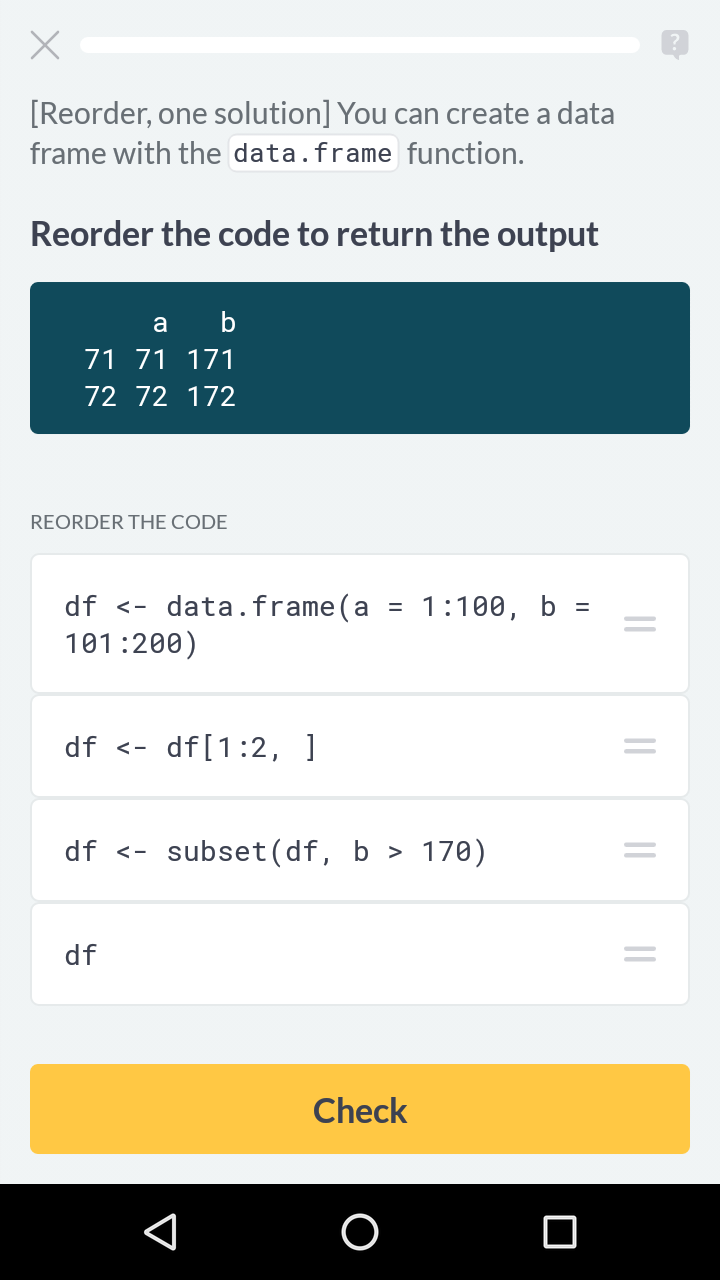 ?
[Reorder, one solution] You can create a data
frame with the data.frame function.
Reorder the code to return the output
a b
71 71 171
72 72 172
REORDER THE CODE
df <- data.frame(a = 1:100, b =
101:200)
df <- df[1:2, ]
df <- subset(df, b > 170)
df
Check